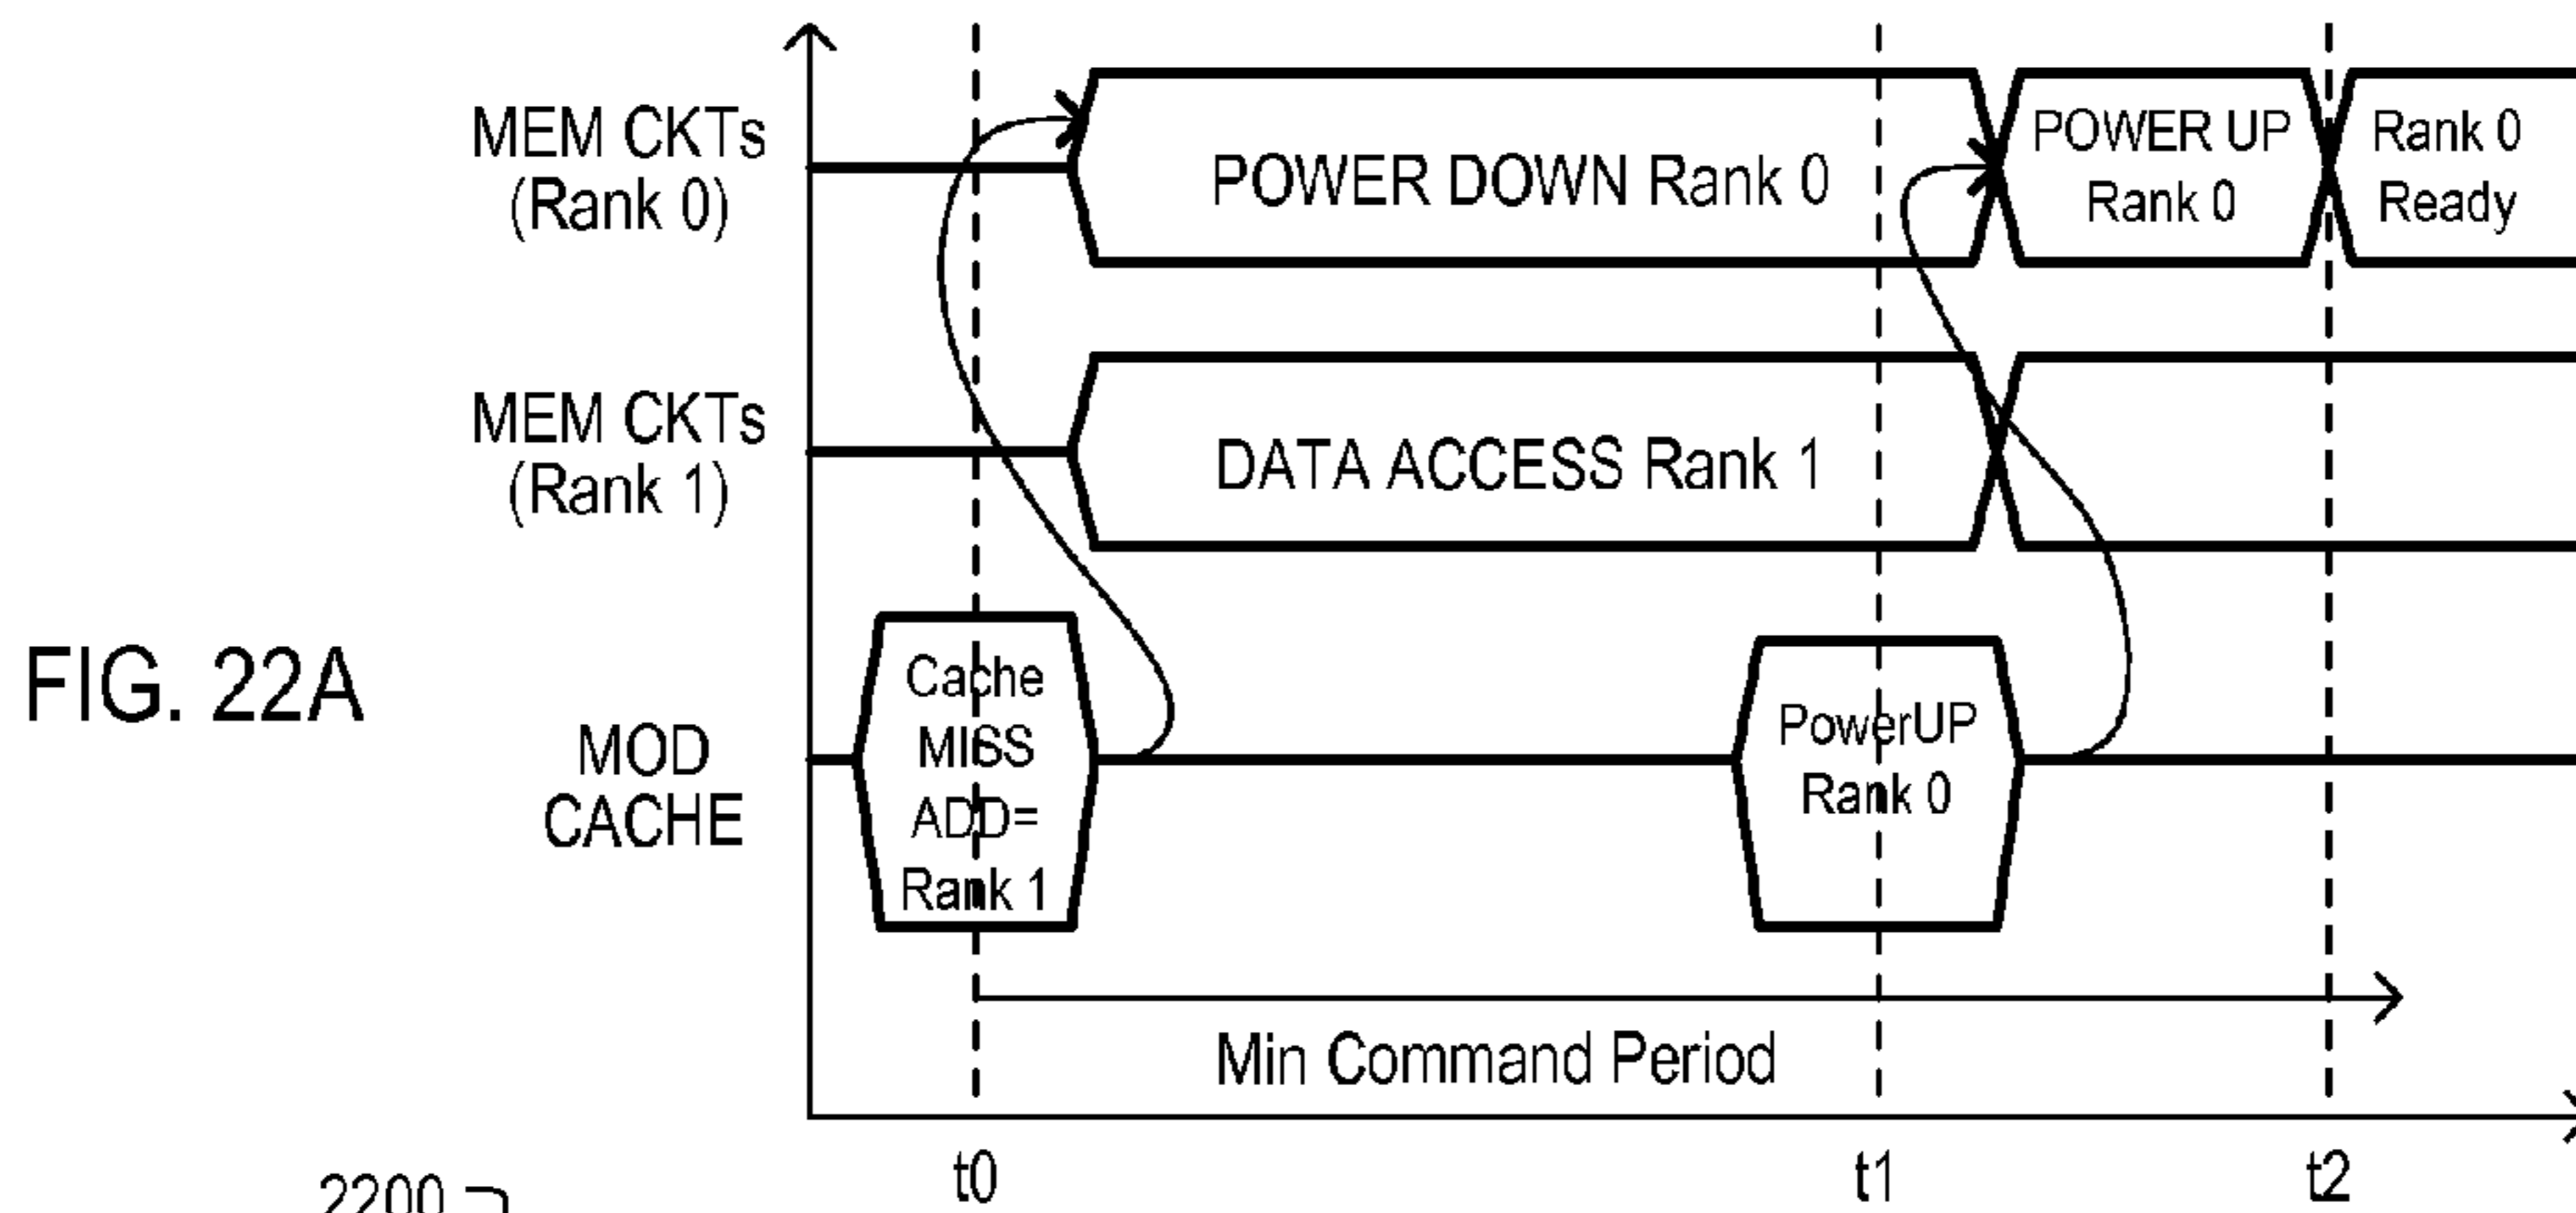 MEM CKTs
(Rank 0)
POWER DOWN Rank 0
POWER UP
Rank 0
Rank 0
Ready
MEM CKTs
(Rank 1)
DATA ACCESS Rank 1
FIG. 22A
MOD
CACHE
Cache
MISS
ADD=
Rank 1
PowerUP
Rank 0
Min Command Period
t0
t1
t2
2200